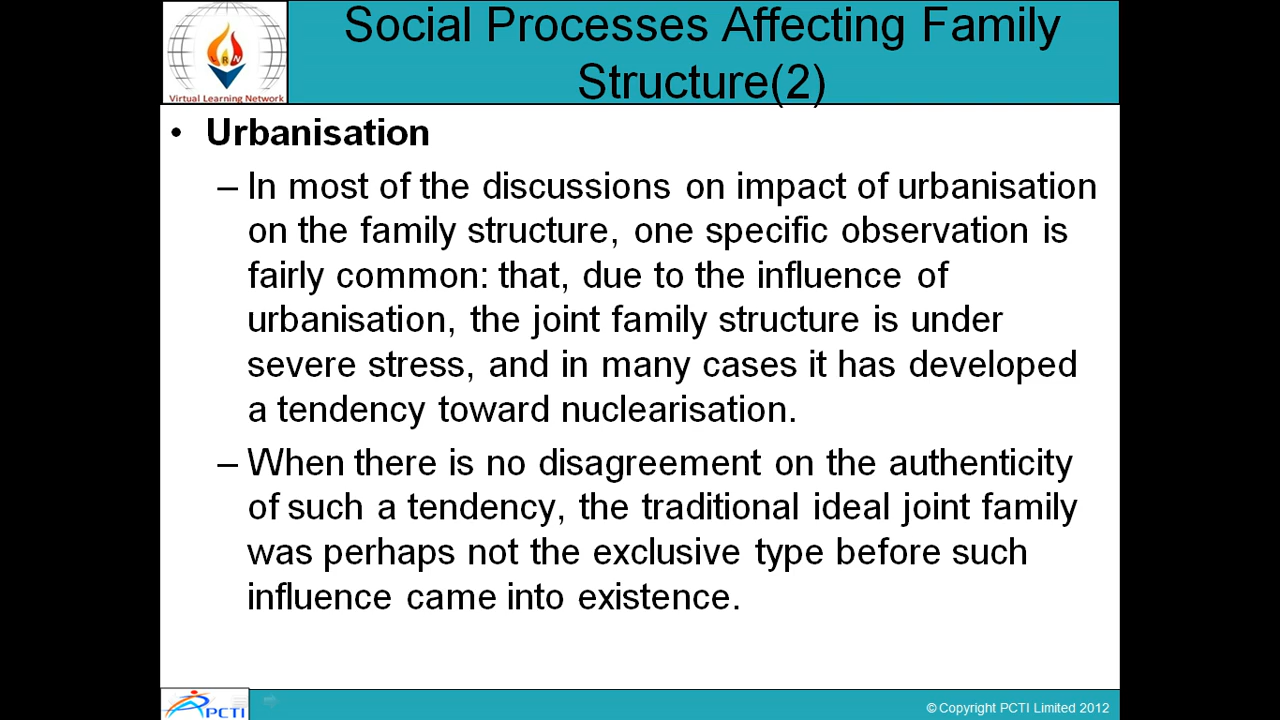 Social Processes Affecting Family
Structure(2)
LRN
Virtual Learning Network
• Urbanisation
– In most of the discussions on impact of urbanisation
on the family structure, one specific observation is
fairly common: that, due to the influence of
urbanisation, the joint family structure is under
severe stress, and in many cases it has developed
a tendency toward nuclearisation.
– When there is no disagreement on the authenticity
of such a tendency, the traditional ideal joint family
was perhaps not the exclusive type before such
influence came into existence.
PCTI
© Copyright PCTI Limited 2012